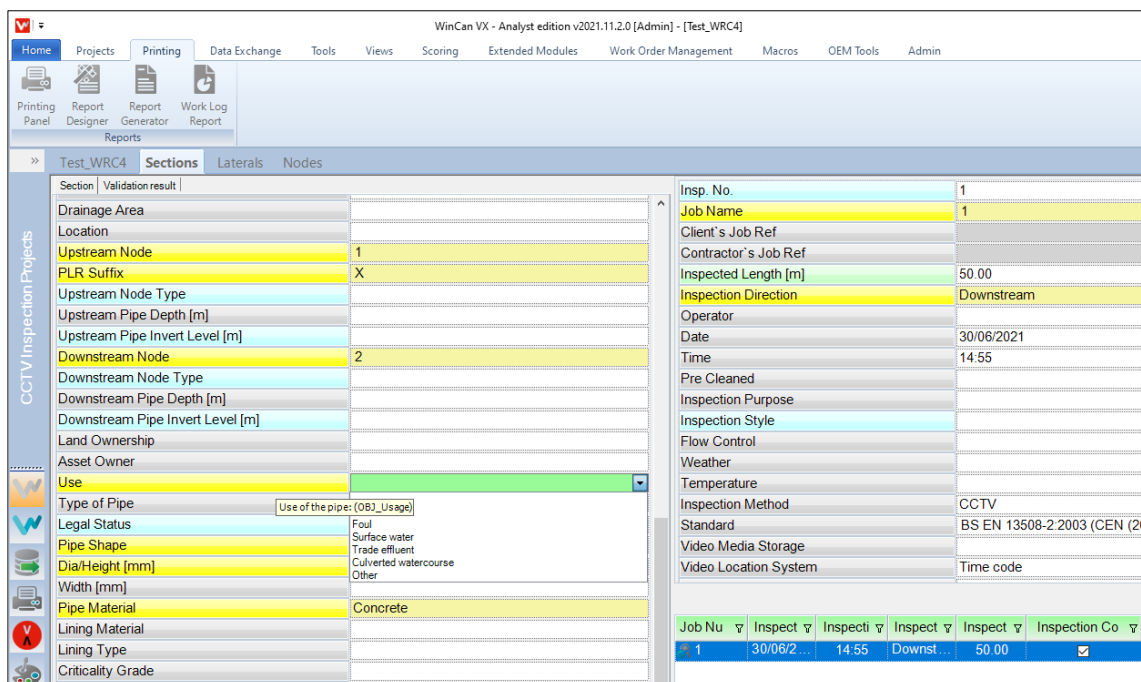 WinCan VX - Analyst edition v2021.11.2.0 [Admin] - [Test_WRC4]
Home Projects Printing Data Exchange Tools Views Scoring Extended Modules Work Order Management Macros OEM Tools Admin
Printing Panel
Report Designer
Report Generator
Work Log Report
Reports
Test_WRC4 Sections Laterals Nodes
CCTV Inspection Projects
Section Validation result
Drainage Area
Location
Upstream Node 1
PLR Suffix X
Upstream Node Type
Upstream Pipe Depth [m]
Upstream Pipe Invert Level [m]
Downstream Node 2
Downstream Node Type
Downstream Pipe Depth [m]
Downstream Pipe Invert Level [m]
Land Ownership
Asset Owner
Use
Type of Pipe
Use of the pipe: (OBJ_Usage)
Legal Status
Foul
Surface water
Trade effluent
Culverted watercourse
Other
Pipe Shape
Dia/Height [mm]
Width [mm]
Pipe Material Concrete
Lining Material
Lining Type
Criticality Grade
Insp. No. 1
Job Name 1
Client`s Job Ref
Contractor`s Job Ref
Inspected Length [m] 50.00
Inspection Direction Downstream
Operator
Date 30/06/2021
Time 14:55
Pre Cleaned
Inspection Purpose
Inspection Style
Flow Control
Weather
Temperature
Inspection Method CCTV
Standard BS EN 13508-2:2003 (CEN (20
Video Media Storage
Video Location System Time code
Job Nu Inspect Inspecti Inspect Inspect Inspection Co
1 30/06/2... 14:55 Downst... 50.00